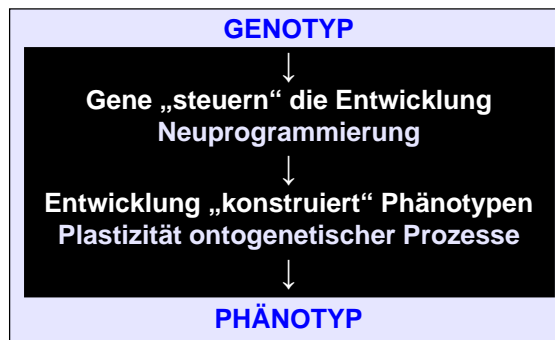 GENOTYP
↓
Gene „steuern“ die Entwicklung
Neuprogrammierung
↓
Entwicklung „konstruiert“ Phänotypen
Plastizität ontogenetischer Prozesse
↓
PHÄNOTYP